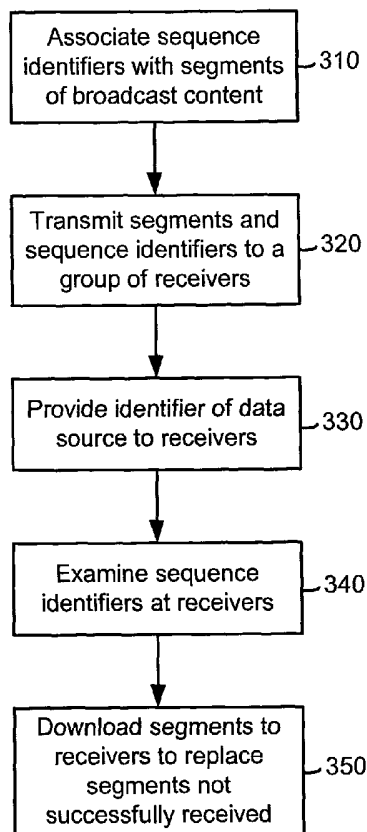 Associate sequence
identifiers with segments
of broadcast content
310
Transmit segments and
sequence identifiers to a
group of receivers
320
Provide identifier of data
source to receivers
330
Examine sequence
identifiers at receivers
340
Download segments to
receivers to replace
segments not
successfully received
350